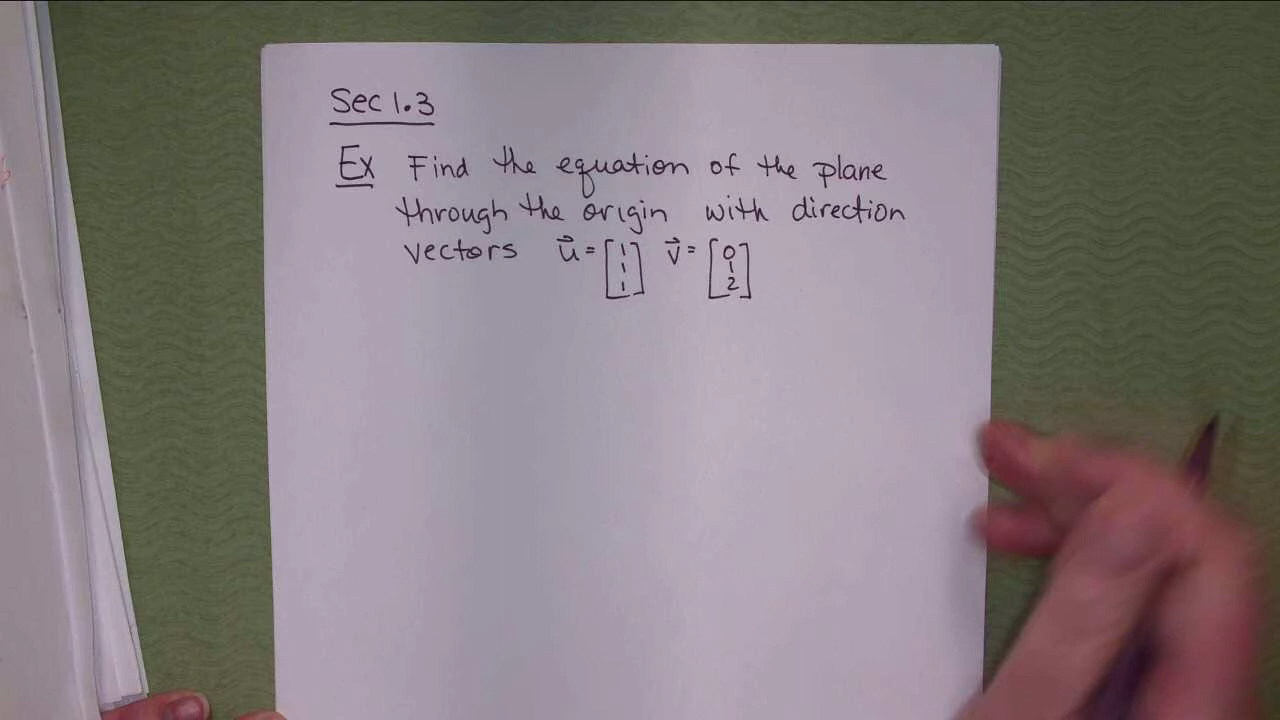 Sec 1.3
Ex Find the equation of the plane
through the origin with direction
vectors u⃗ = [1 1 1] v⃗ = [0 1 2]